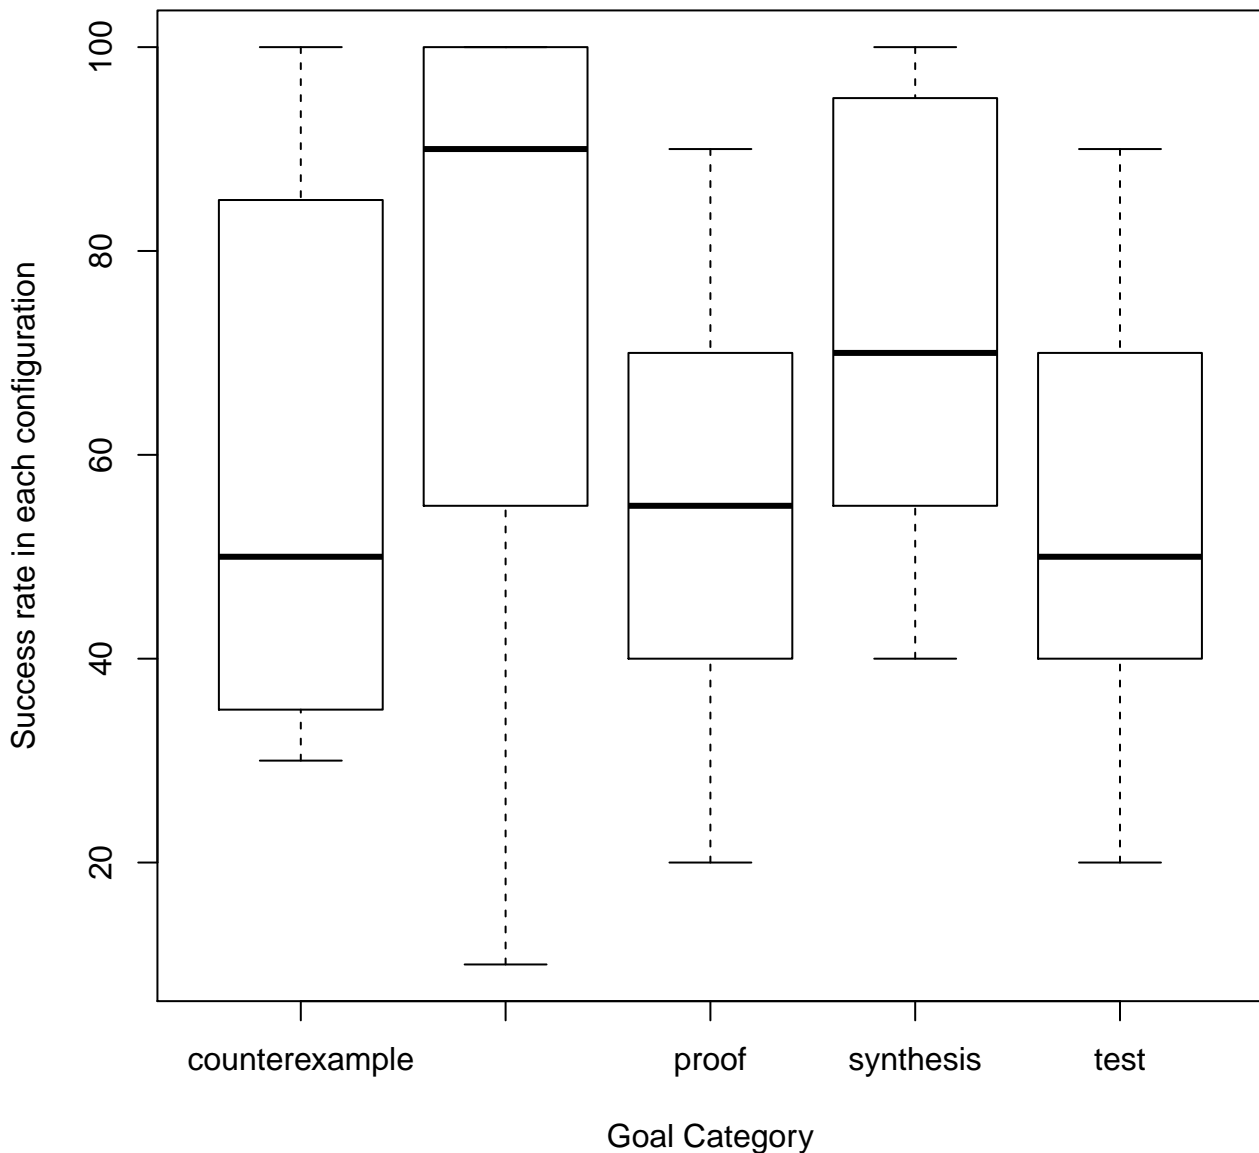 Success rate in each configuration
100
80
60
40
20
counterexample proof synthesis test
Goal Category